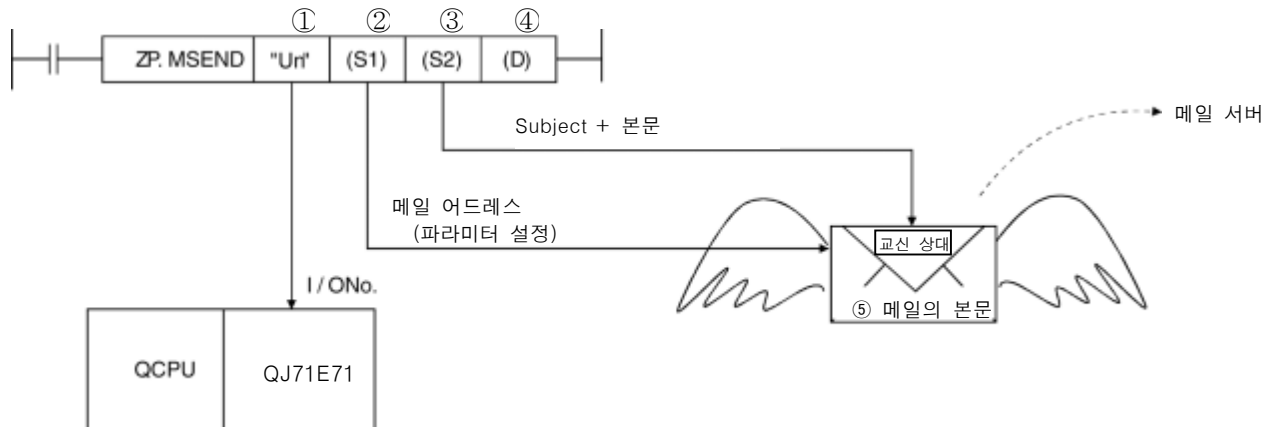 ① ② ③ ④
ZP. MSEND "Un" (S1) (S2) (D)
Subject + 본문
메일 서버
메일 어드레스
(파라미터 설정)
교신 상대
I / ONo.
⑤ 메일의 본문
QCPU QJ71E71